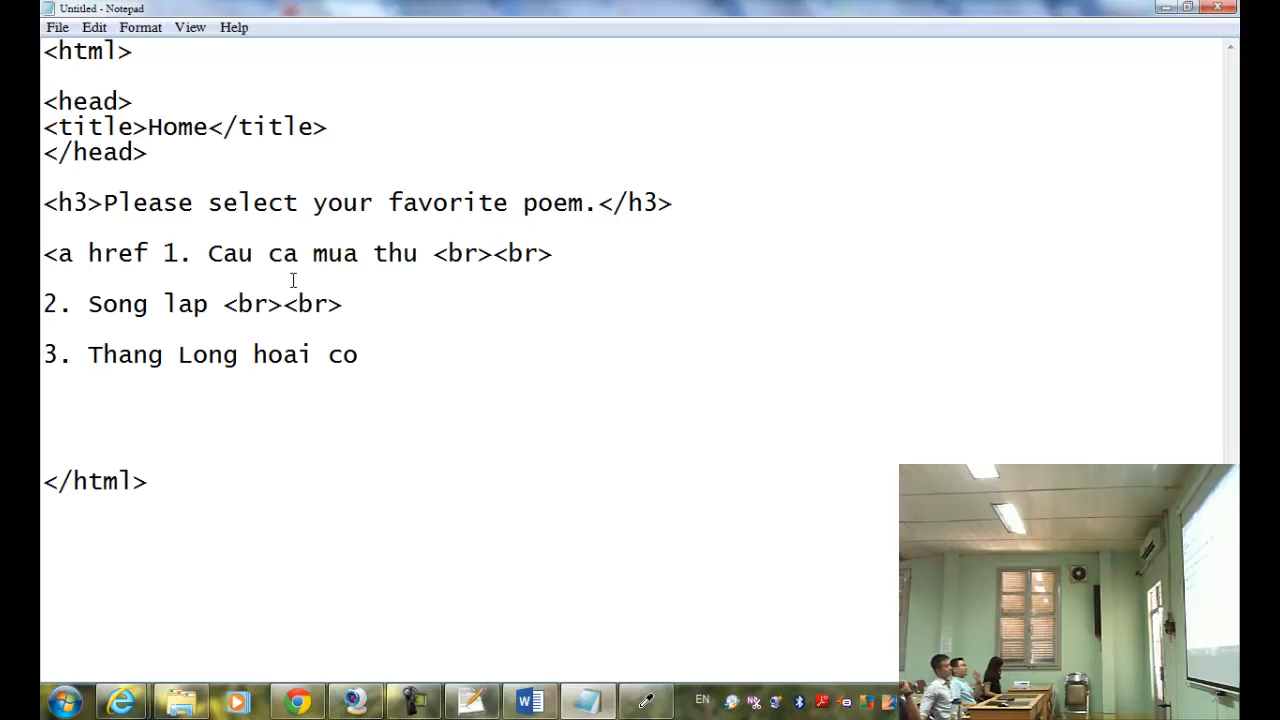 Untitled - Notepad
File Edit Format View Help
<html>
<head>
<title>Home</title>
</head>
<h3>Please select your favorite poem.</h3>
<a href 1. Cau ca mua thu <br><br>
2. Song lap <br><br>
3. Thang Long hoai co
</html>
EN